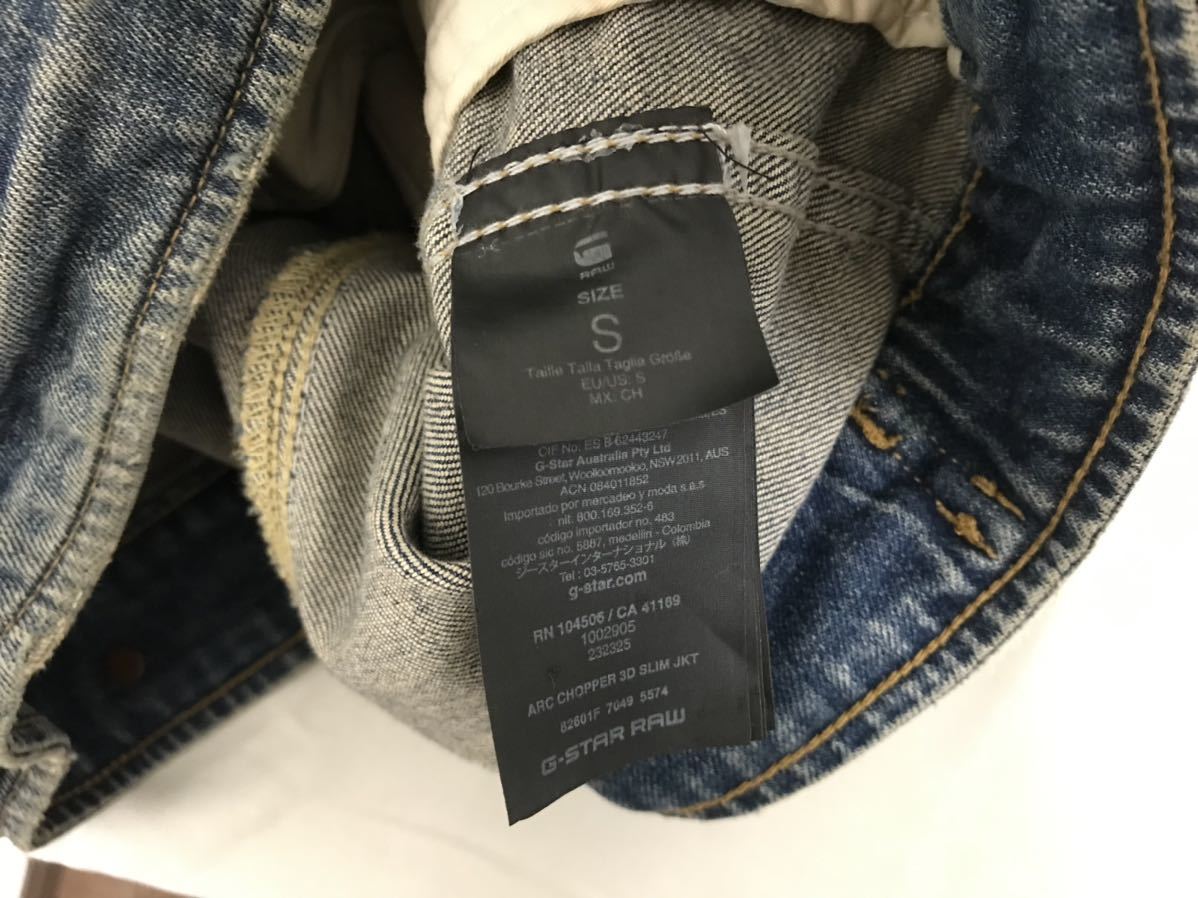 RAW
SIZE
S
Taille Talla Taglia Größe
EU/US: S
MX: CH
CIF No. ES B-62443247
G-Star Australia Pty Ltd
120 Bourke Street, Woolloomooloo, NSW 2011, AUS
ACN 084011852
Importado por mercadeo y moda s.a.s
nit. 800.169.352-6
código importador no. 483
código sic no. 5887, medellin - Colombia
ジースターインターナショナル（株）
Tel : 03-5765-3301
g-star.com
RN 104506 / CA 41169
1002905
232325
ARC CHOPPER 3D SLIM JKT
82601F 7049 5574
G-STAR RAW